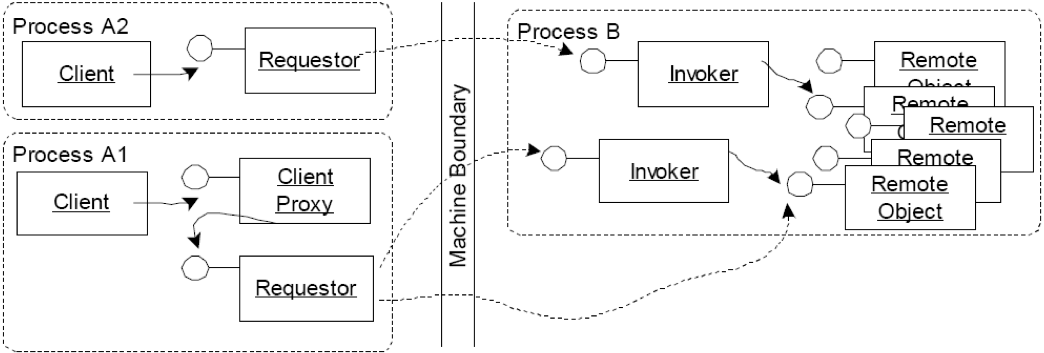 Process A2
Client
Requestor
Process A1
Client
Client
Proxy
Requestor
Machine Boundary
Process B
Invoker
Invoker
Remote
Object
Remote
Remote
Remote
Remote
Object